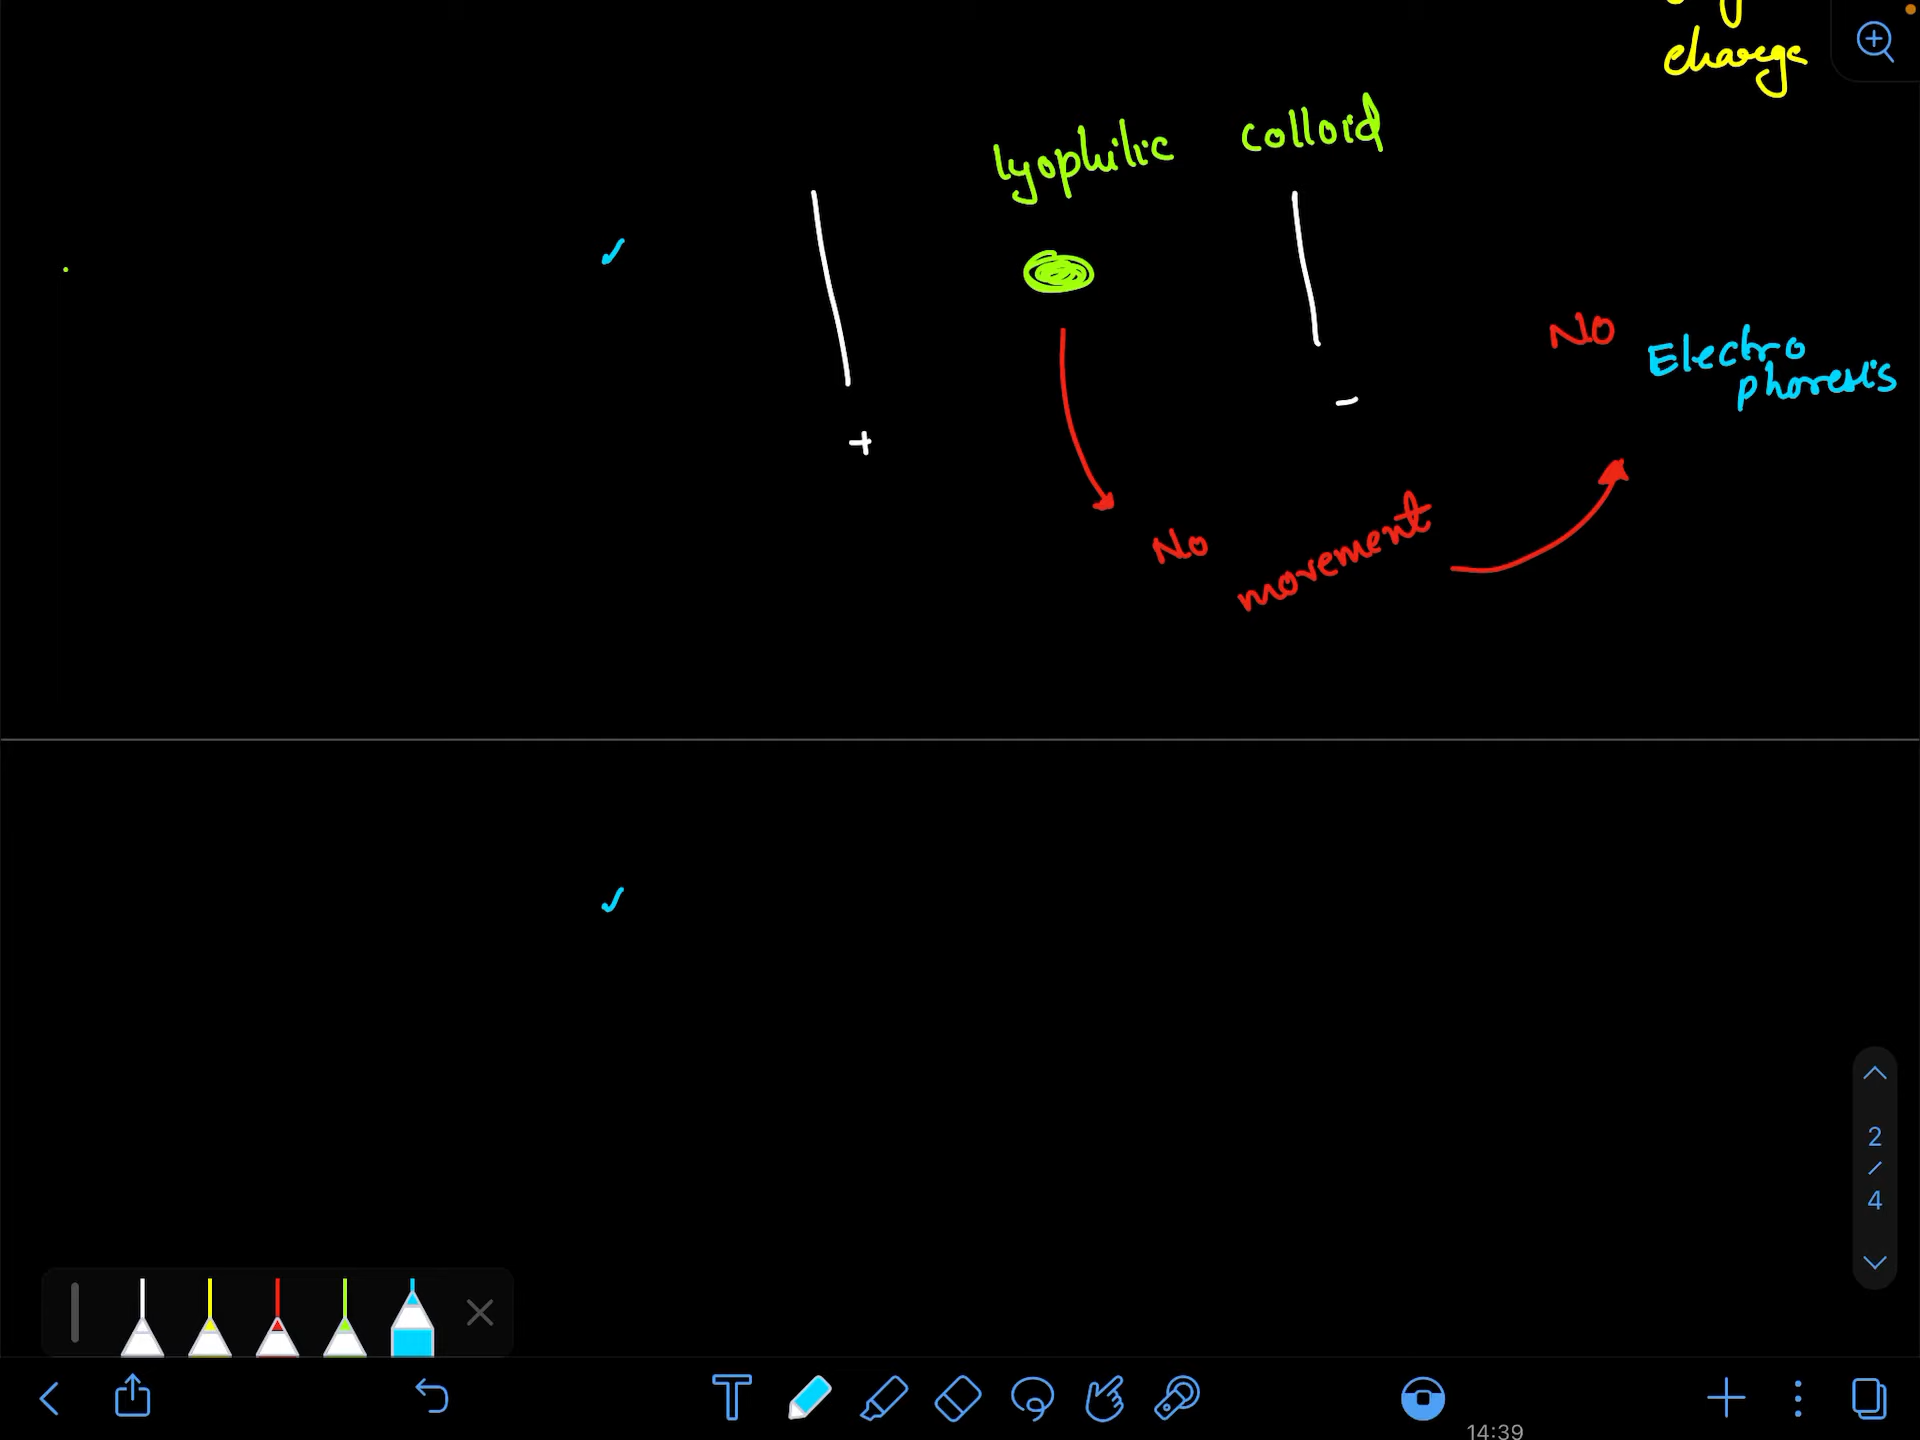 charge
lyophilic colloid
No
Electro
phoresis
+
-
No movement
2
/
4
14:39